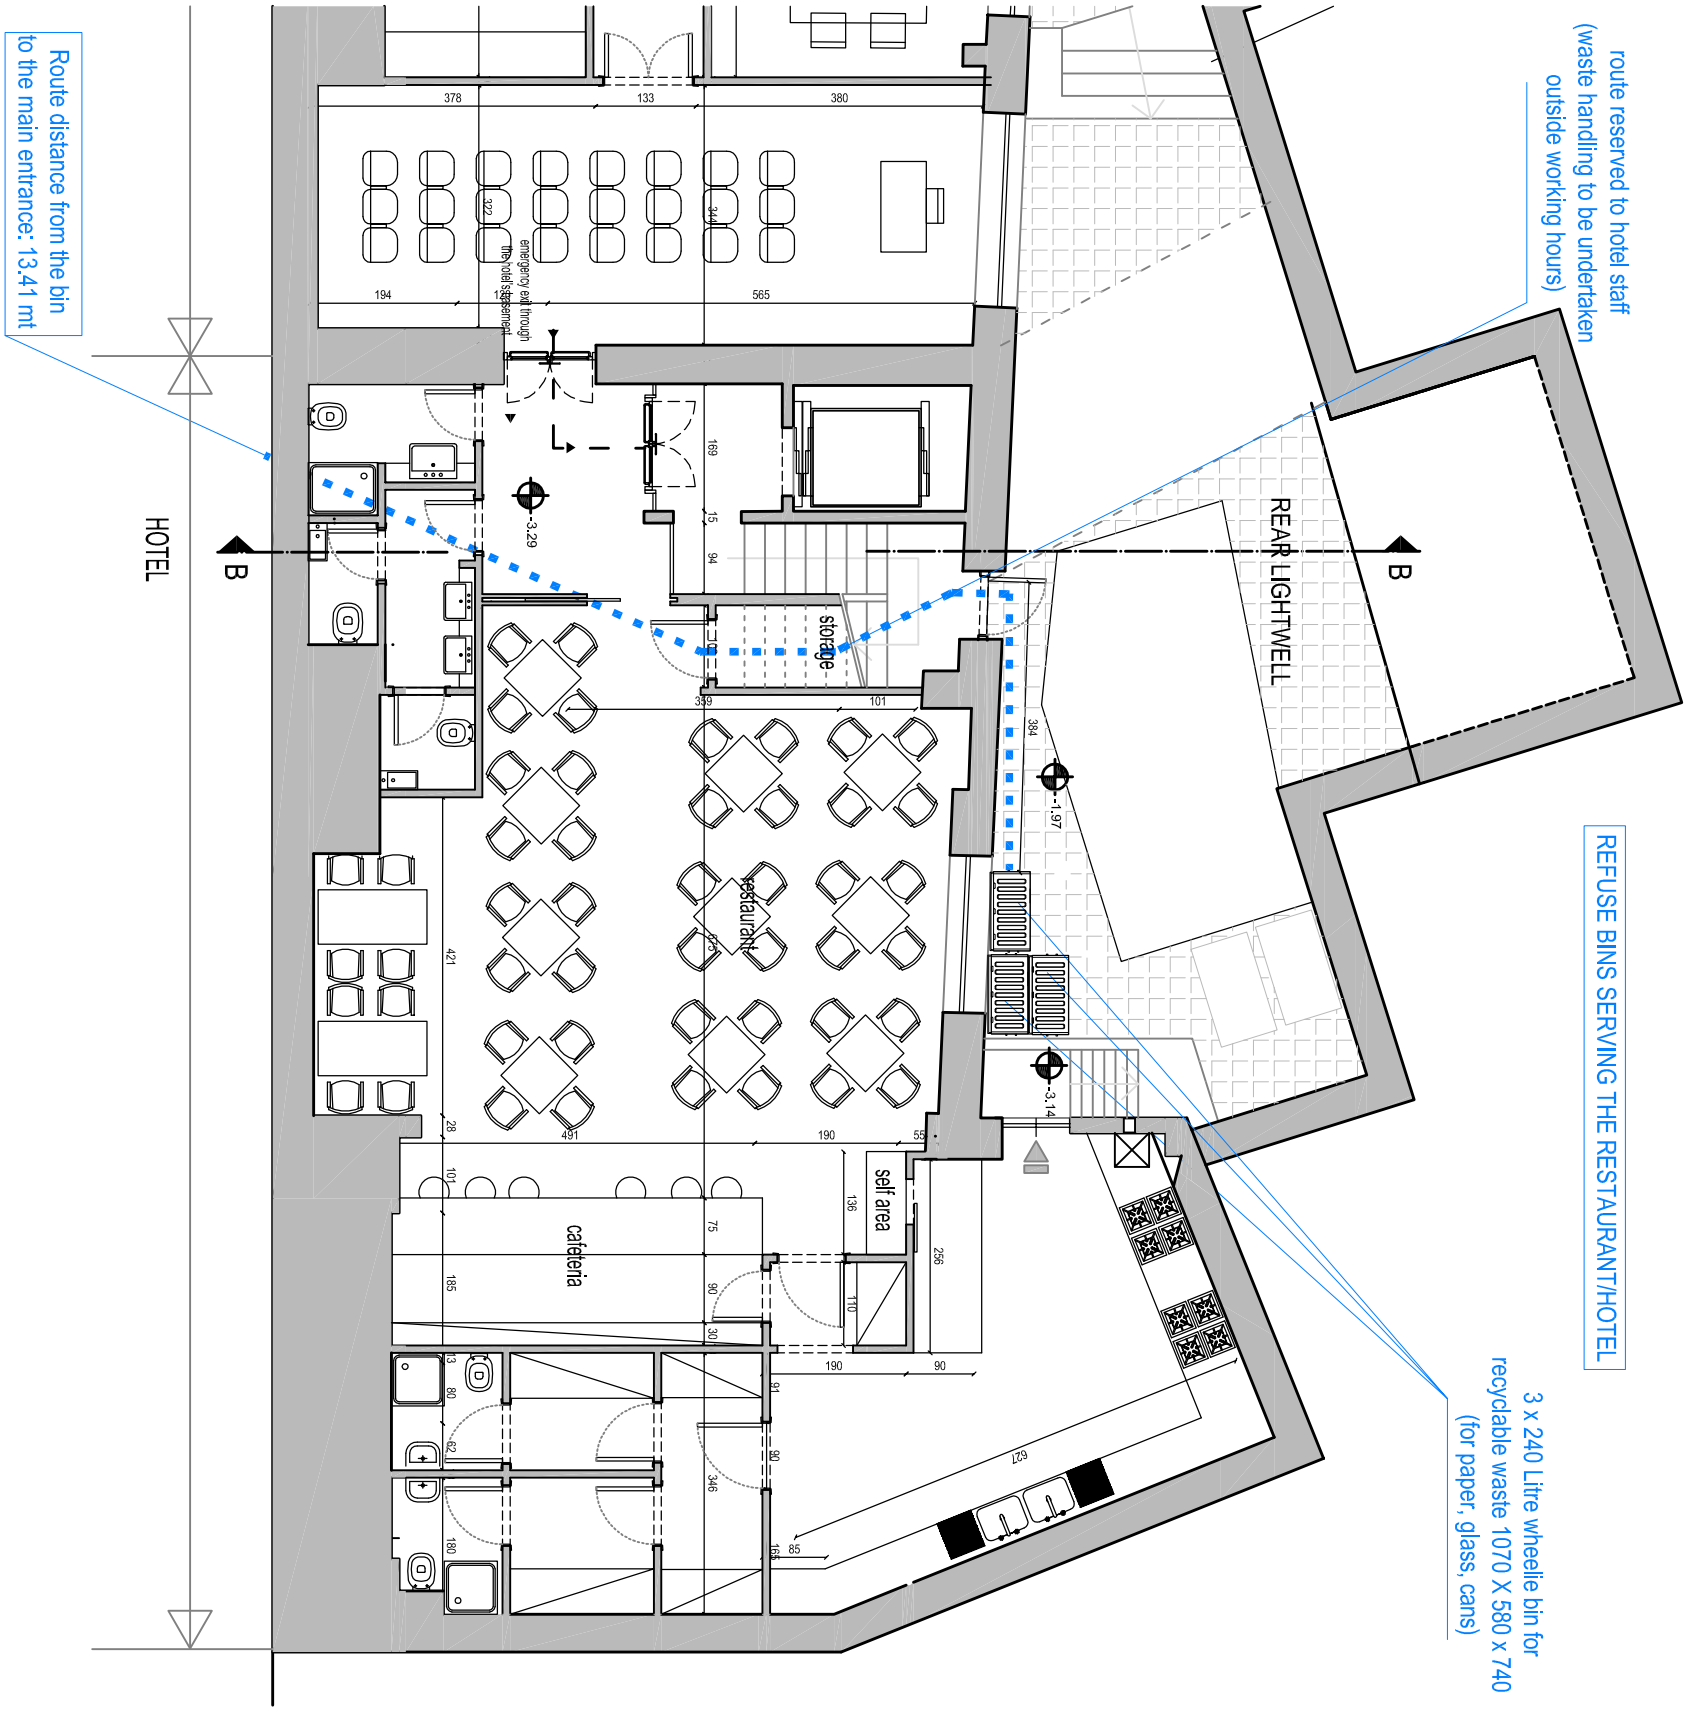 route reserved to hotel staff
(waste handling to be undertaken
outside working hours)
Route distance from the bin
to the main entrance: 13.41 mt
REFUSE BINS SERVING THE RESTAURANT/HOTEL
3 x 240 Litre wheelie bin for
recyclable waste 1070 X 580 x 740
(for paper, glass, cans)
REAR LIGHTWELL
HOTEL
B
B
emergency exit through
the hotel's basement
storage
restaurant
cafeteria
self area
-3.29
-1.97
-3.14
378
133
380
322
344
194
565
169
15
94
359
101
384
421
28
101
185
491
190
55
136
256
75
90
30
110
190
90
13
80
62
180
91
90
346
165
85
627